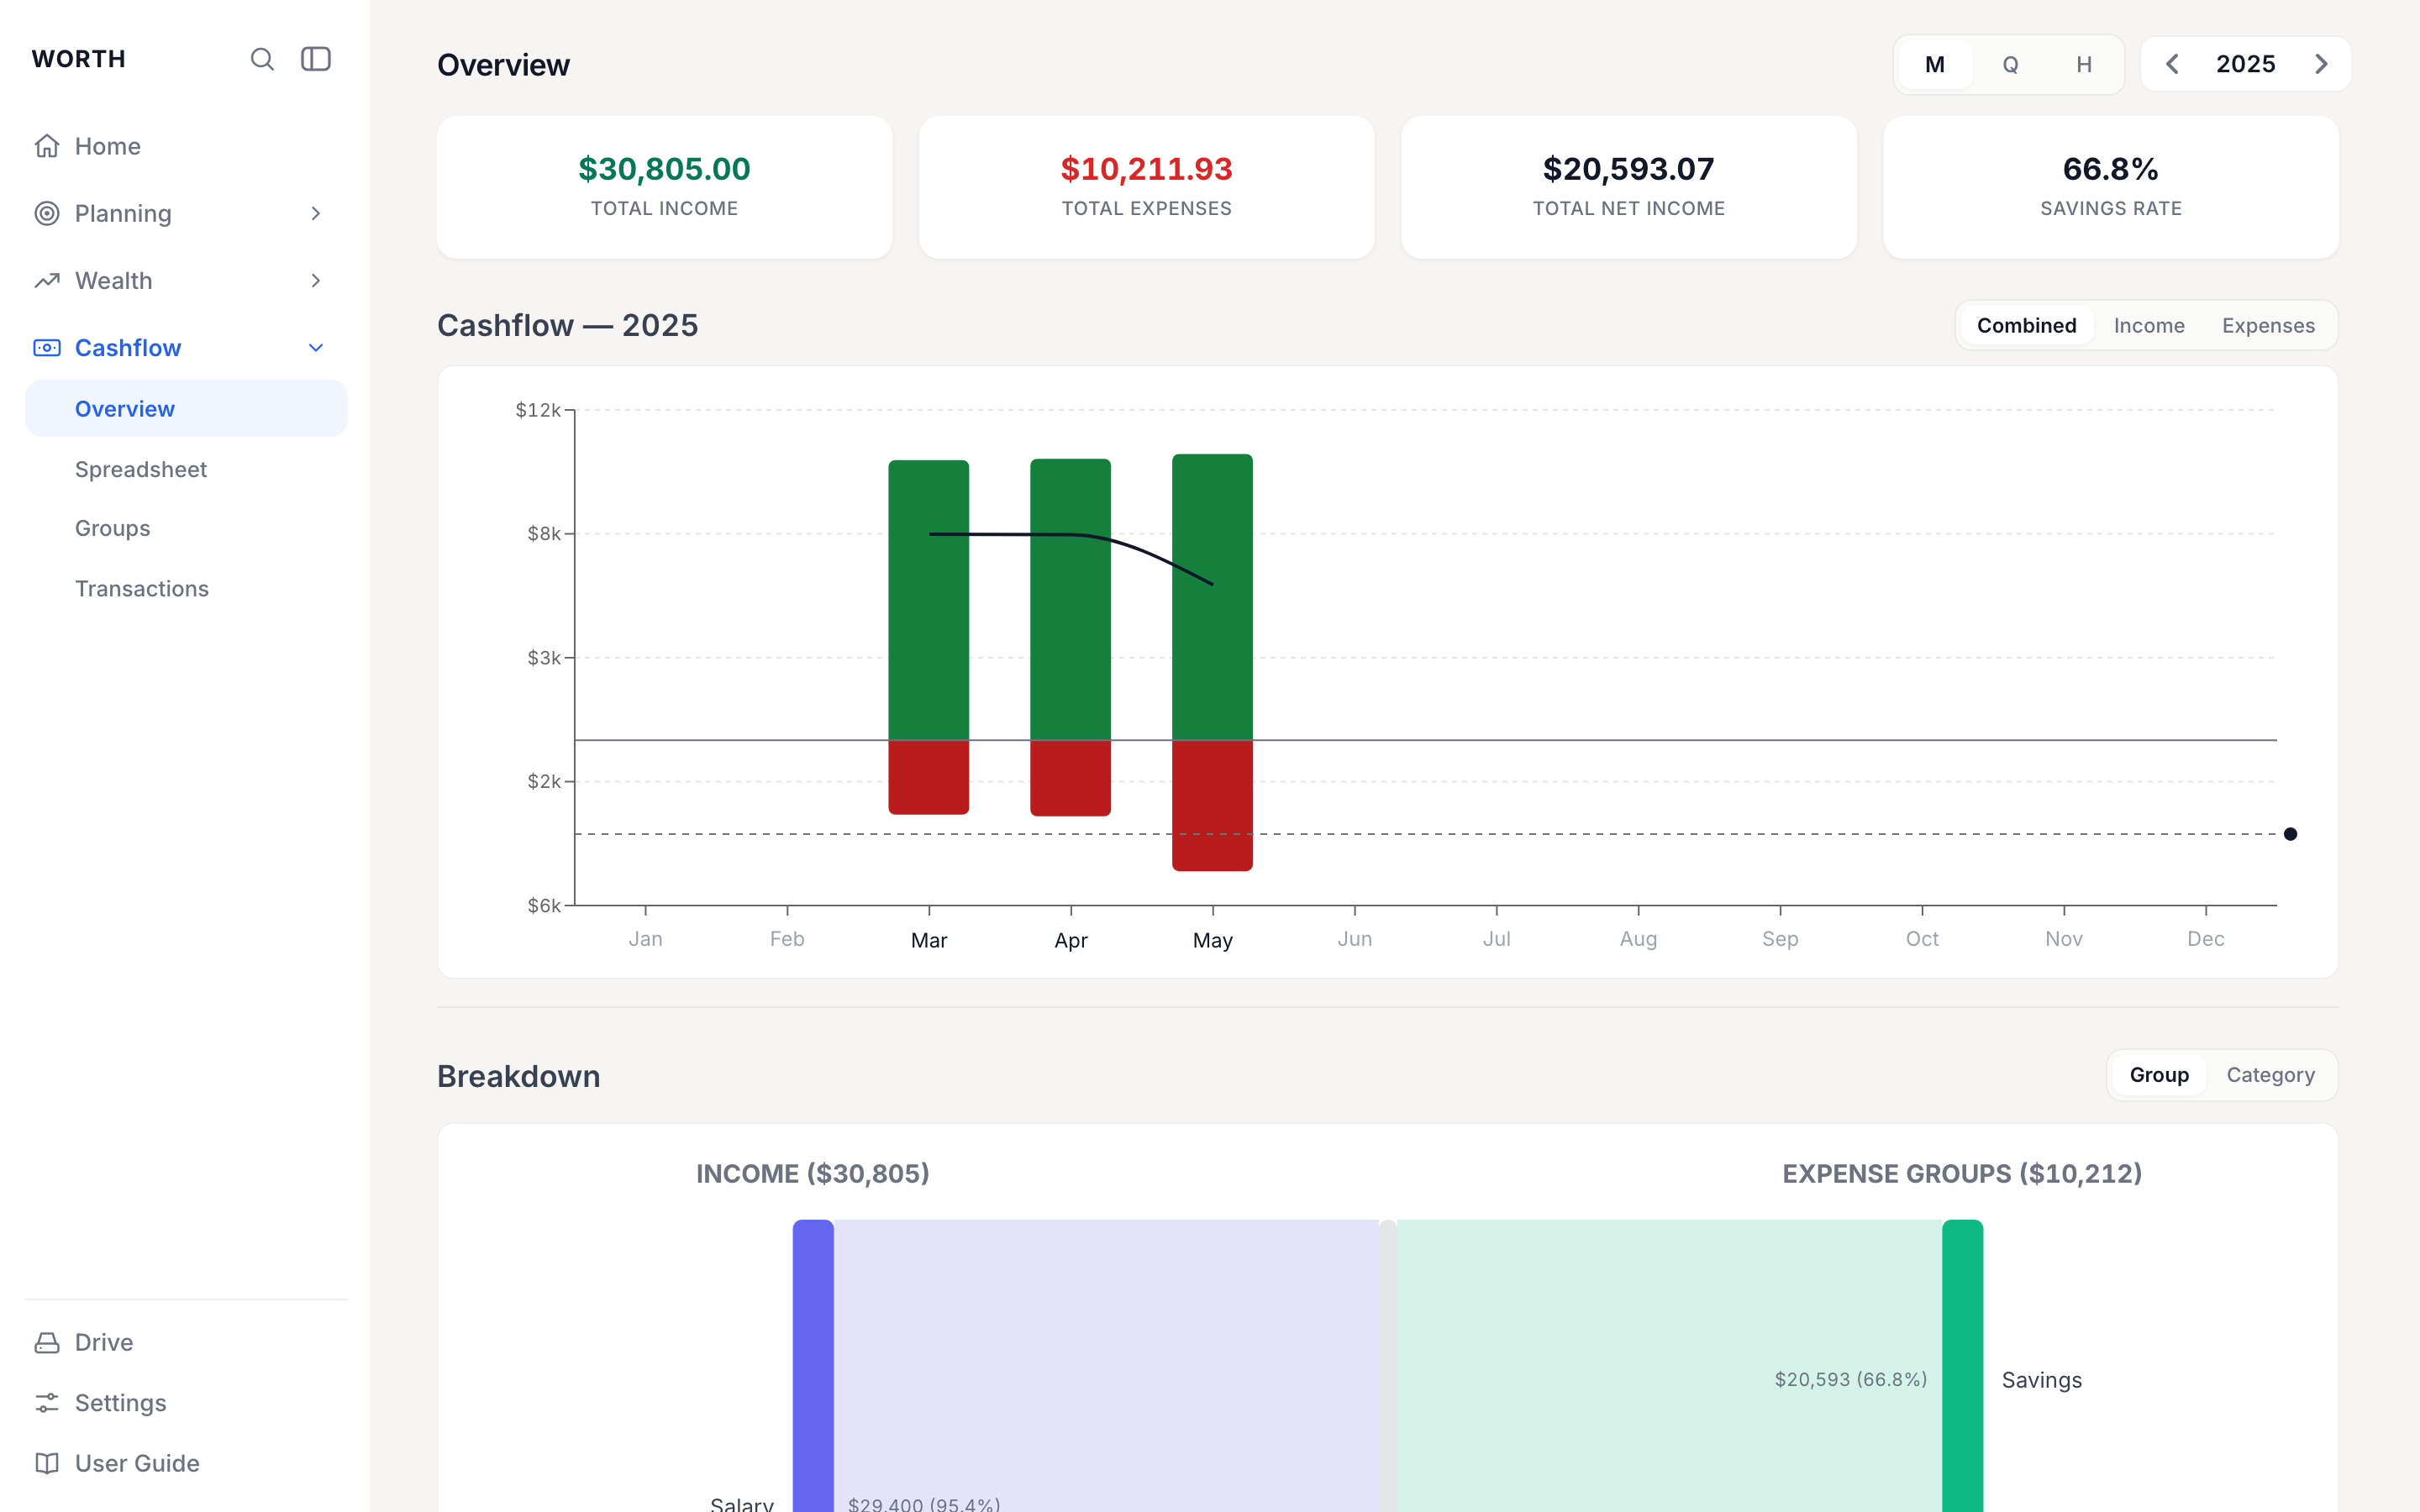 WORTH
Home
Planning
Wealth
Cashflow
Overview
Spreadsheet
Groups
Transactions
Drive
Settings
User Guide
Overview
M Q H
2025
$30,805.00
TOTAL INCOME
$10,211.93
TOTAL EXPENSES
$20,593.07
TOTAL NET INCOME
66.8%
SAVINGS RATE
Cashflow — 2025
Combined Income Expenses
$12k
$8k
$3k
$2k
$6k
Jan Feb Mar Apr May Jun Jul Aug Sep Oct Nov Dec
Breakdown
Group Category
INCOME ($30,805)
EXPENSE GROUPS ($10,212)
$20,593 (66.8%) Savings
Salary $29,400 (95.4%)